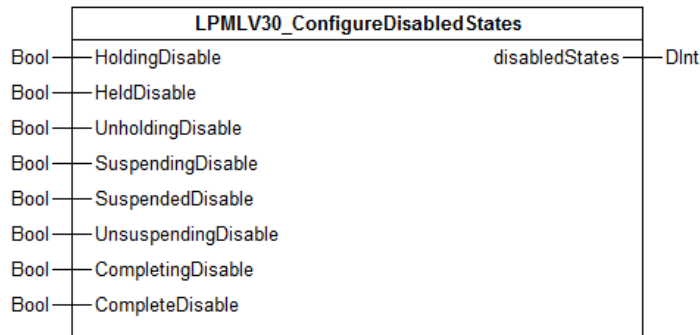 LPMLV30_ConfigureDisabledStates
Bool HoldingDisable disabledStates DInt
Bool HeldDisable
Bool UnholdingDisable
Bool SuspendingDisable
Bool SuspendedDisable
Bool UnsuspendingDisable
Bool CompletingDisable
Bool CompleteDisable